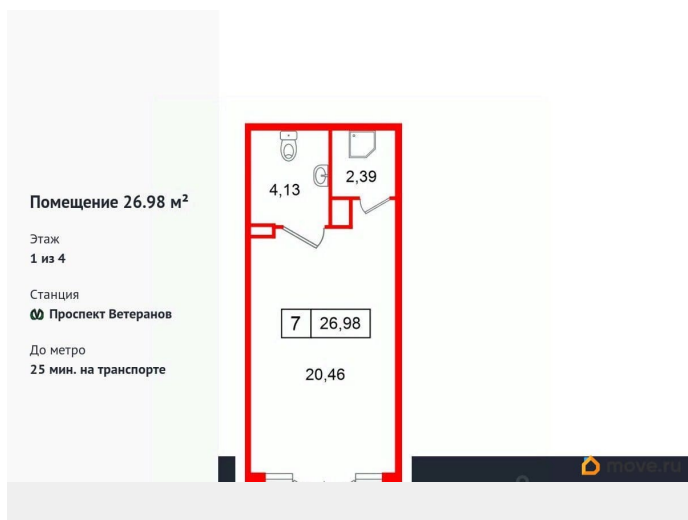 Помещение 26.98 м²
Этаж
1 из 4
Станция
Проспект Ветеранов
До метро
25 мин. на транспорте
4,13
2,39
7 26,98
20,46
move.ru